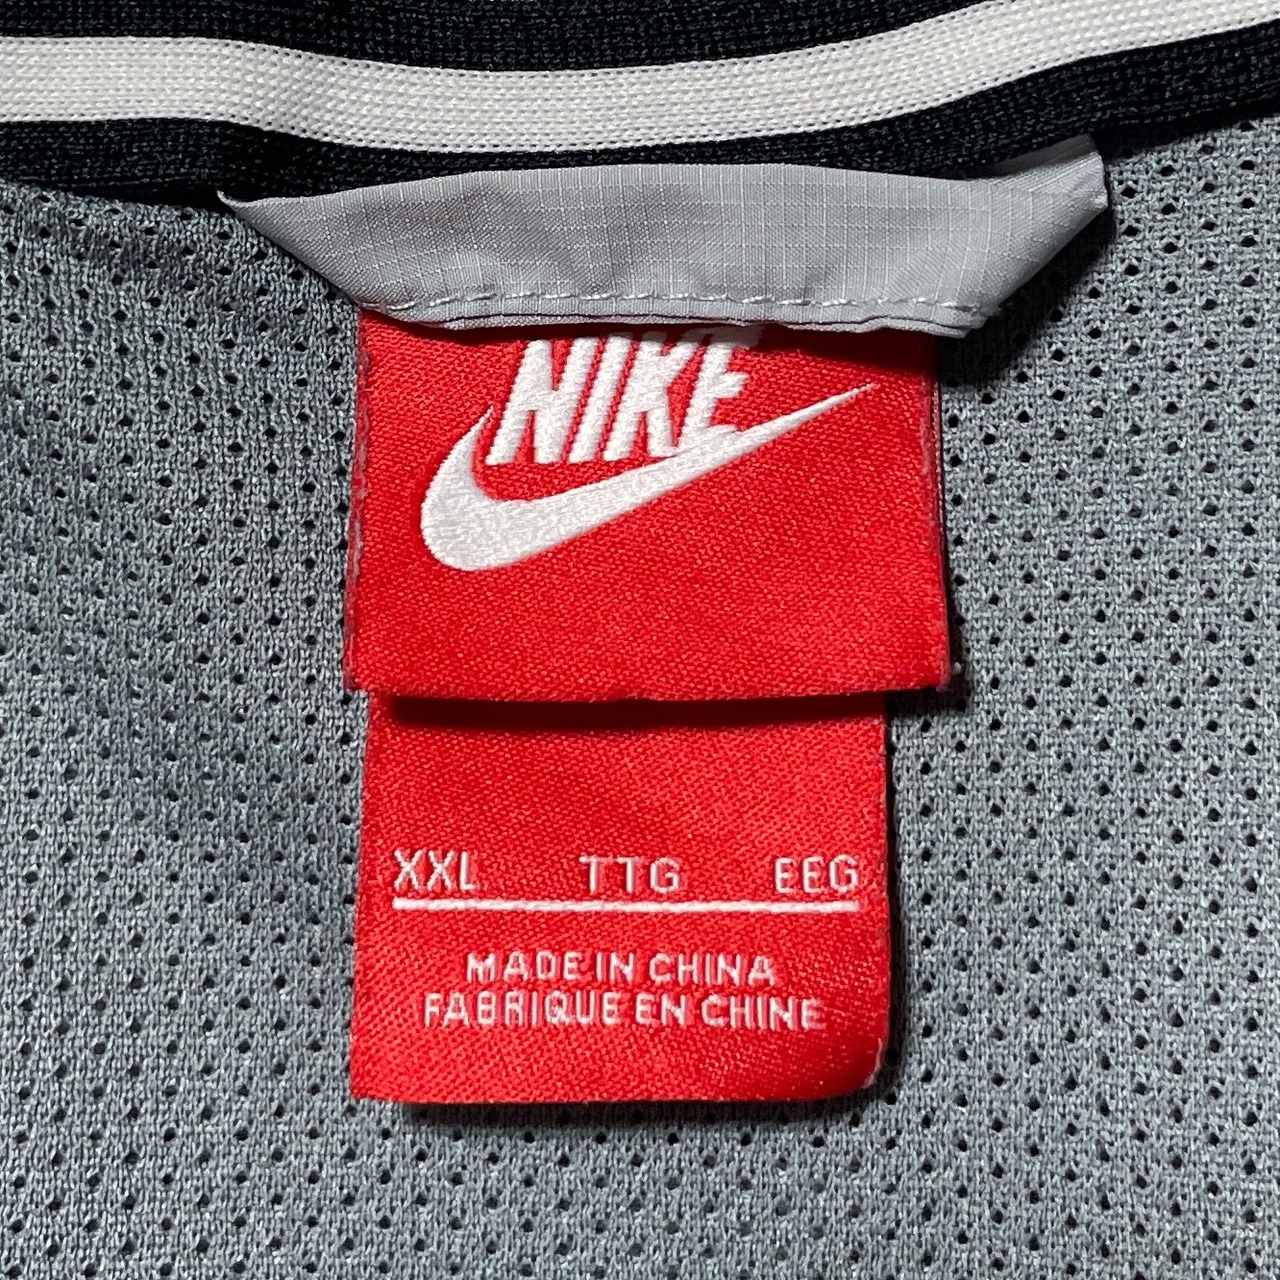 NIKE
XXL TTG EEG
MADE IN CHINA
FABRIQUE EN CHINE